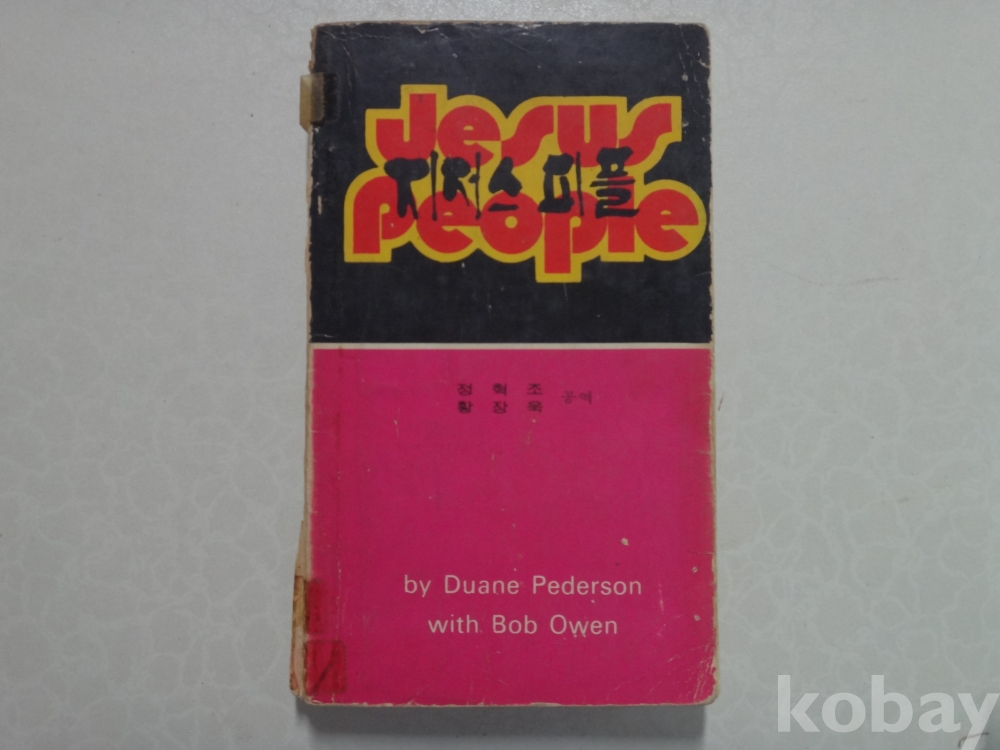 Jesus
지저스 피플
People
정 혁 조
황 장 욱
공역
by Duane Pederson
with Bob Owen
kobay